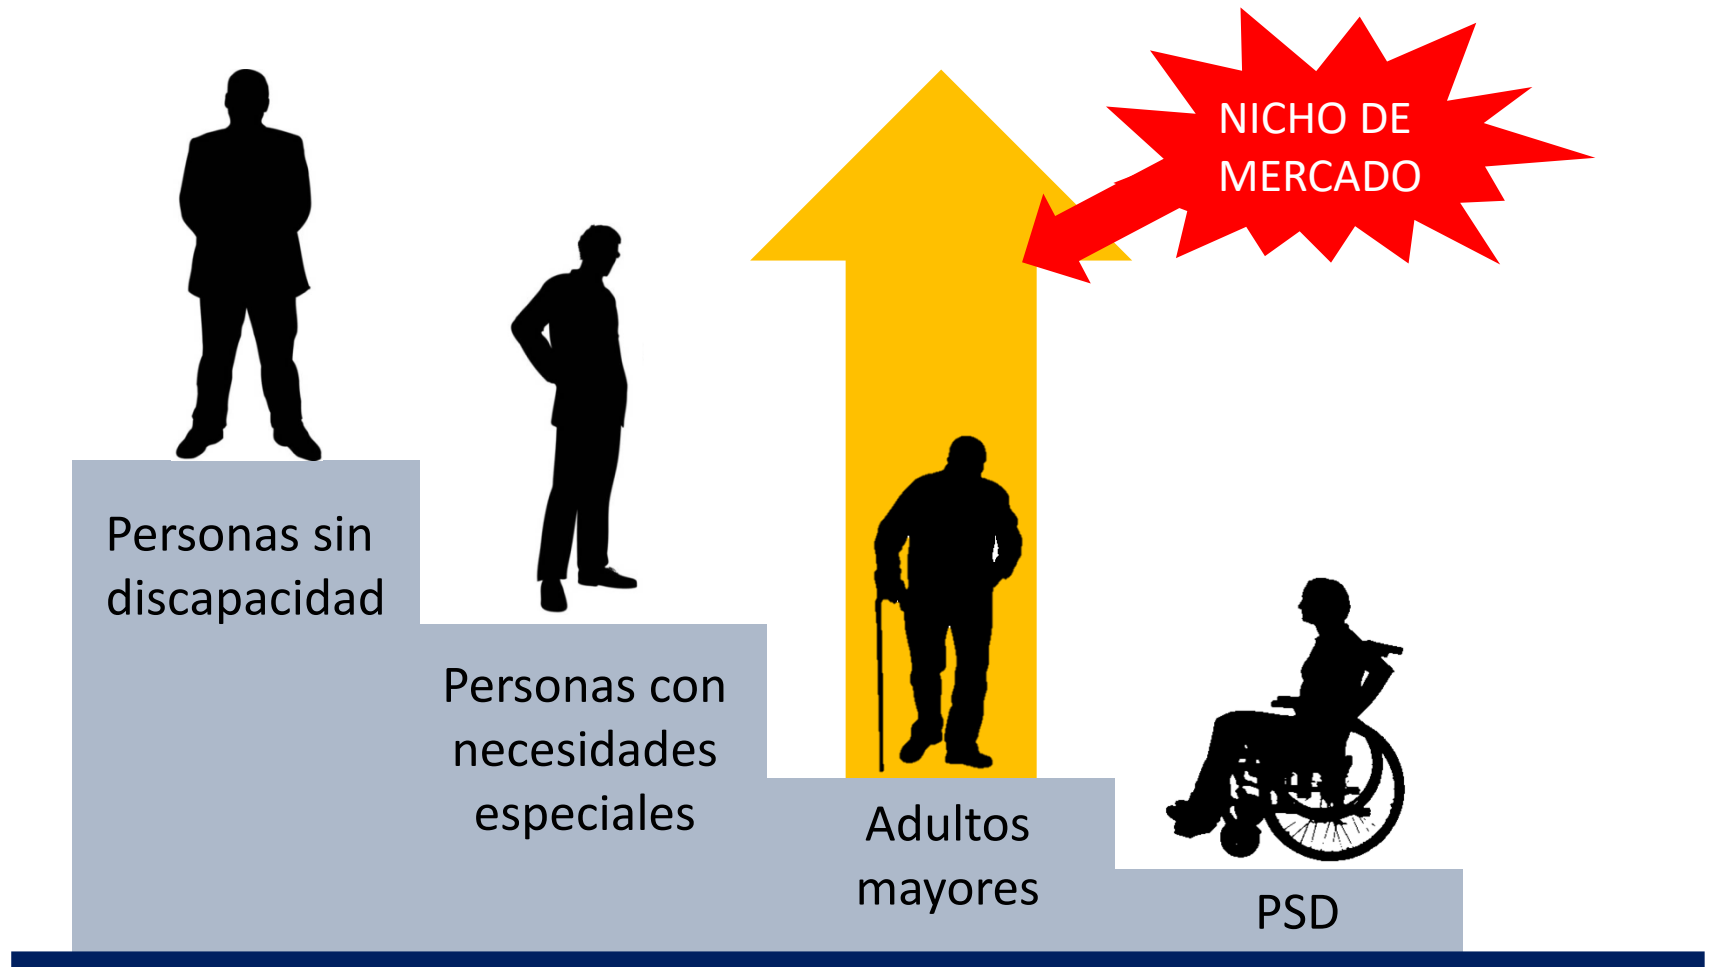 NICHO DE
MERCADO
Personas sin
discapacidad
Personas con
necesidades
especiales
Adultos
mayores
PSD